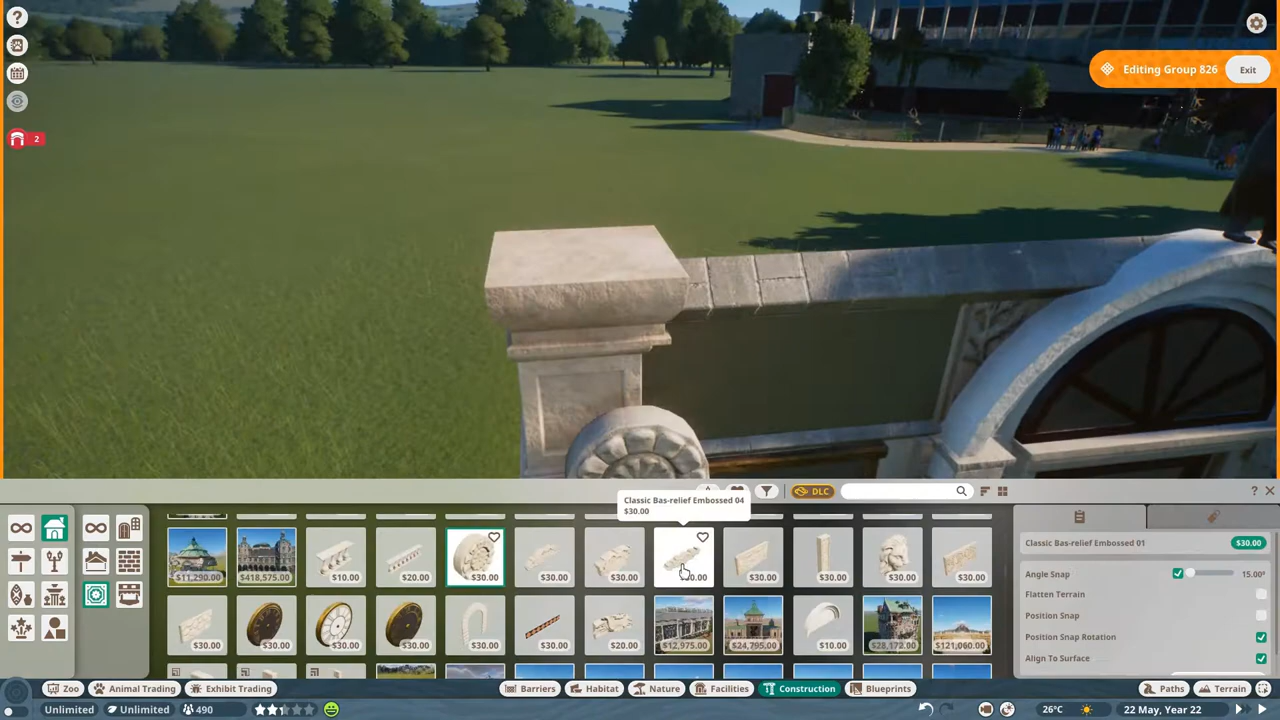 ?
Editing Group 826
Exit
2
Classic Bas-relief Embossed 04
$30.00
DLC
?
$11,290.00
$418,575.00
$10.00
$20.00
$30.00
$30.00
$30.00
$30.00
$30.00
$30.00
$30.00
Classic Bas-relief Embossed 01
$30.00
Angle Snap
15.00°
Flatten Terrain
Position Snap
Position Snap Rotation
Align To Surface
$30.00
$30.00
$30.00
$30.00
$30.00
$30.00
$20.00
$12,975.00
$24,795.00
$10.00
$28,172.00
$121,060.00
Zoo
Animal Trading
Exhibit Trading
Barriers
Habitat
Nature
Facilities
Construction
Blueprints
Paths
Terrain
Unlimited
Unlimited
490
26°C
22 May, Year 22